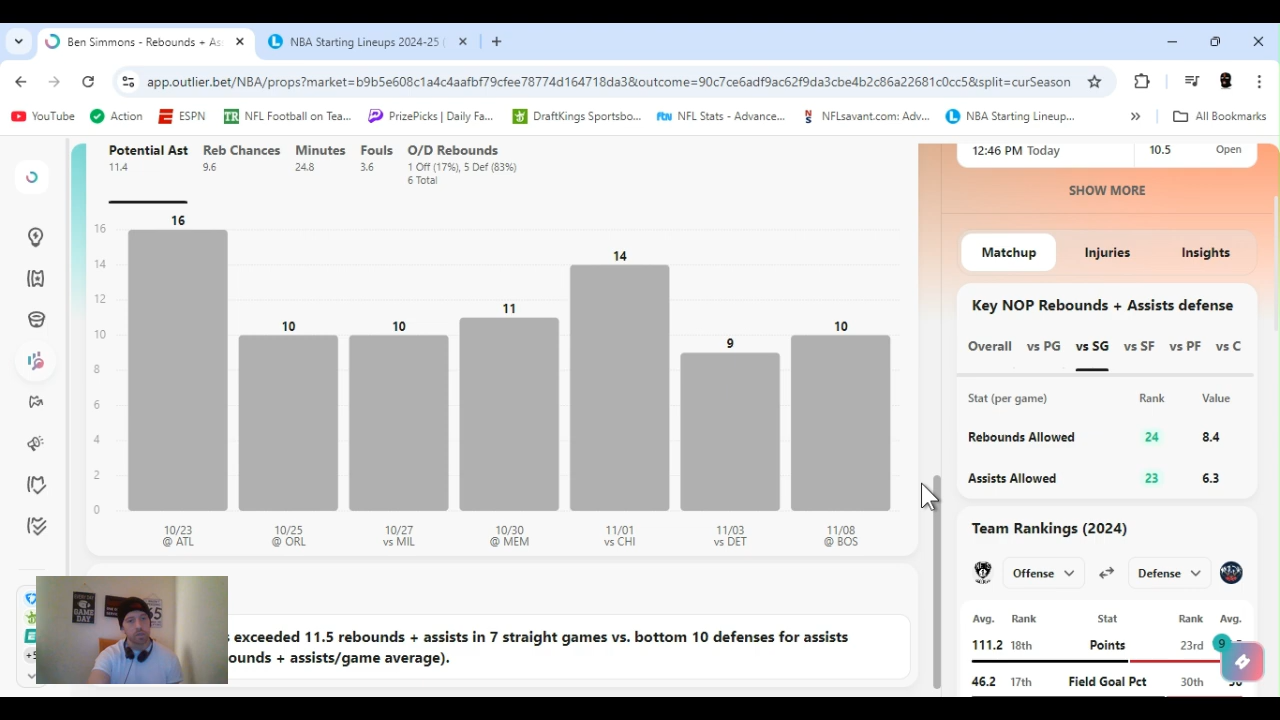 Ben Simmons - Rebounds + As
NBA Starting Lineups 2024-25 (
app.outlier.bet/NBA/props?market=b9b5e608c1a4c4aafbf79cfee78774d164718da3&outcome=90c7ce6adf9ac62f9da3cbe4b2c86a22681c0cc5&split=curSeason
YouTube
Action
ESPN
NFL Football on Tea...
PrizePicks | Daily Fa...
DraftKings Sportsbo...
NFL Stats - Advance...
NFLsavant.com: Adv...
NBA Starting Lineup...
»
All Bookmarks
Potential Ast Reb Chances Minutes Fouls O/D Rebounds
11.4 9.6 24.8 3.6 1 Off (17%), 5 Def (83%)
6 Total
16
14
12
10
8
6
4
2
0
16 10 10 11 14 9 10
10/23 10/25 10/27 10/30 11/01 11/03 11/08
@ ATL @ ORL vs MIL @ MEM vs CHI vs DET @ BOS
exceeded 11.5 rebounds + assists in 7 straight games vs. bottom 10 defenses for assists
ounds + assists/game average).
12:46 PM Today 10.5 Open
SHOW MORE
Matchup Injuries Insights
Key NOP Rebounds + Assists defense
Overall vs PG vs SG vs SF vs PF vs C
Stat (per game) Rank Value
Rebounds Allowed 24 8.4
Assists Allowed 23 6.3
Team Rankings (2024)
Offense Defense
Avg. Rank Stat Rank Avg.
111.2 18th Points 23rd
9
46.2 17th Field Goal Pct 30th
GAME
DAY